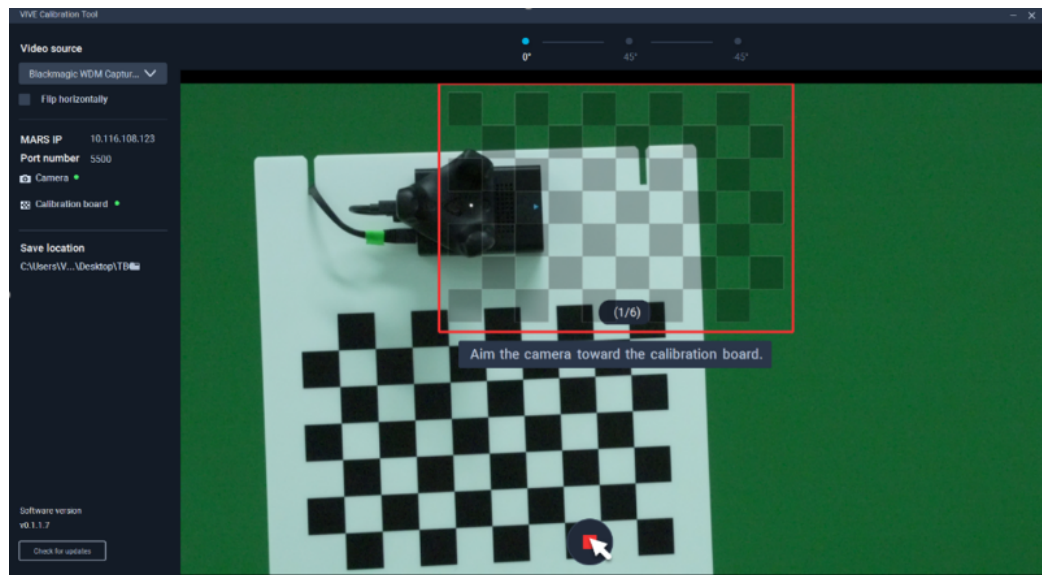 VIVE Calibration Tool
Video source
Blackmagic WDM Captur...
Flip horizontally
MARS IP 10.116.108.123
Port number 5500
Camera
Calibration board
Save location
C:\Users\V...\Desktop\TB
Software version
v0.1.1.7
Check for updates
0°
45°
45°
(1/6)
Aim the camera toward the calibration board.